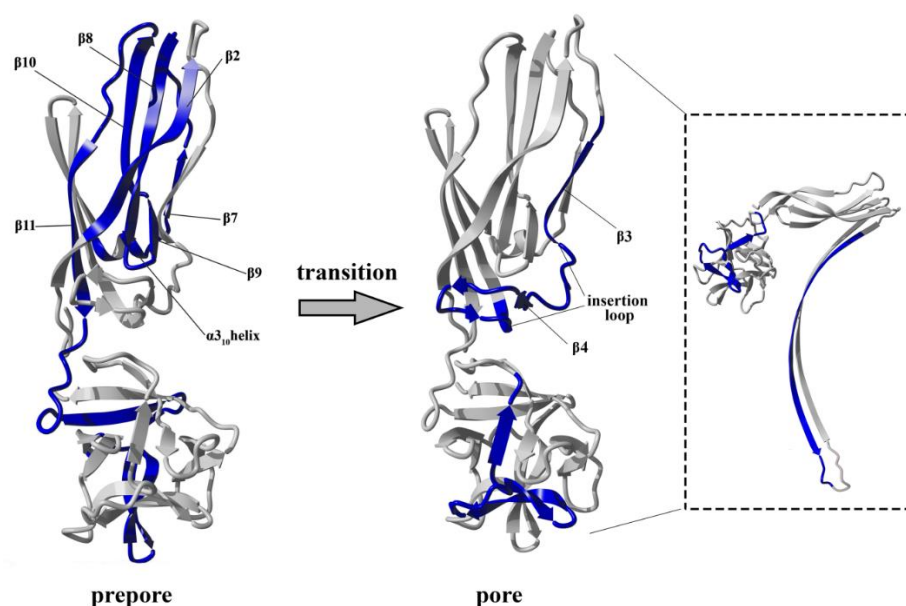 β8
β10
β2
β11
β7
β9
α3₁₀helix
transition
β3
insertion
loop
β4
prepore
pore